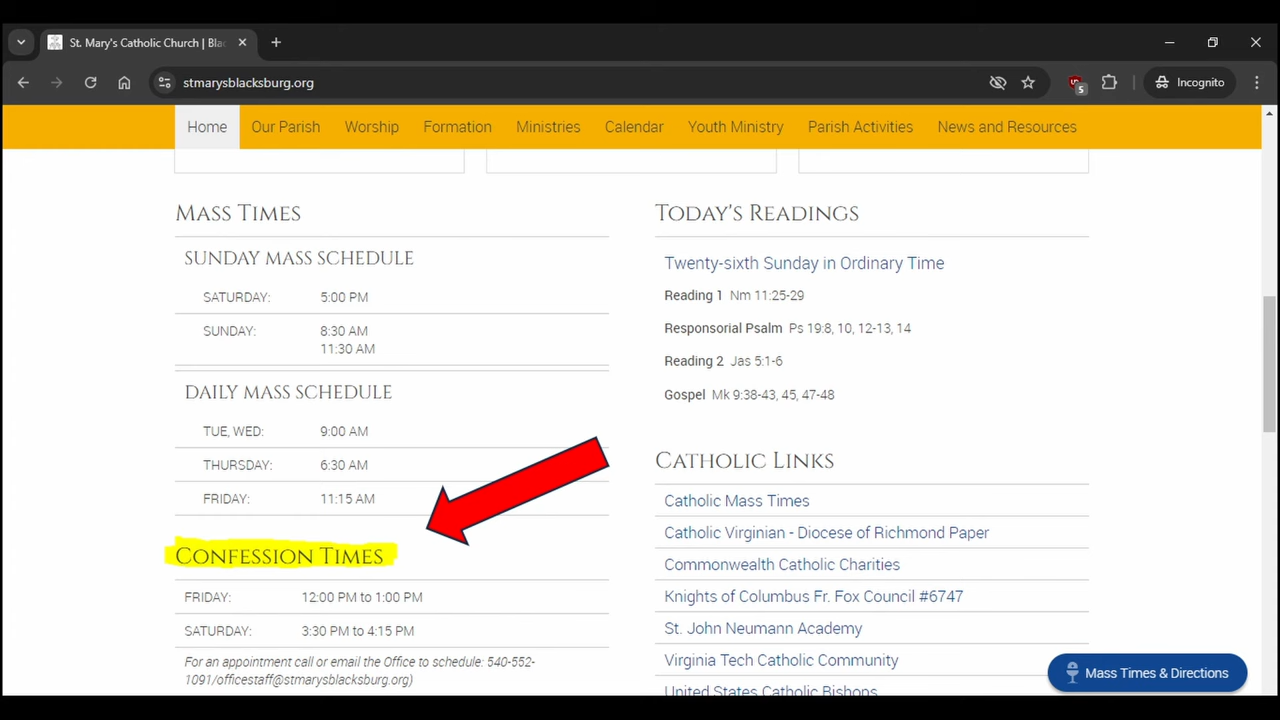 St. Mary's Catholic Church | Blac
stmarysblacksburg.org
5
Incognito
Home Our Parish Worship Formation Ministries Calendar Youth Ministry Parish Activities News and Resources
MASS TIMES
SUNDAY MASS SCHEDULE
SATURDAY: 5:00 PM
SUNDAY: 8:30 AM
11:30 AM
DAILY MASS SCHEDULE
TUE, WED: 9:00 AM
THURSDAY: 6:30 AM
FRIDAY: 11:15 AM
CONFESSION TIMES
FRIDAY: 12:00 PM to 1:00 PM
SATURDAY: 3:30 PM to 4:15 PM
For an appointment call or email the Office to schedule: 540-552-
1091/officestaff@stmarysblacksburg.org)
TODAY'S READINGS
Twenty-sixth Sunday in Ordinary Time
Reading 1 Nm 11:25-29
Responsorial Psalm Ps 19:8, 10, 12-13, 14
Reading 2 Jas 5:1-6
Gospel Mk 9:38-43, 45, 47-48
CATHOLIC LINKS
Catholic Mass Times
Catholic Virginian - Diocese of Richmond Paper
Commonwealth Catholic Charities
Knights of Columbus Fr. Fox Council #6747
St. John Neumann Academy
Virginia Tech Catholic Community
United States Catholic Bishops
Mass Times & Directions